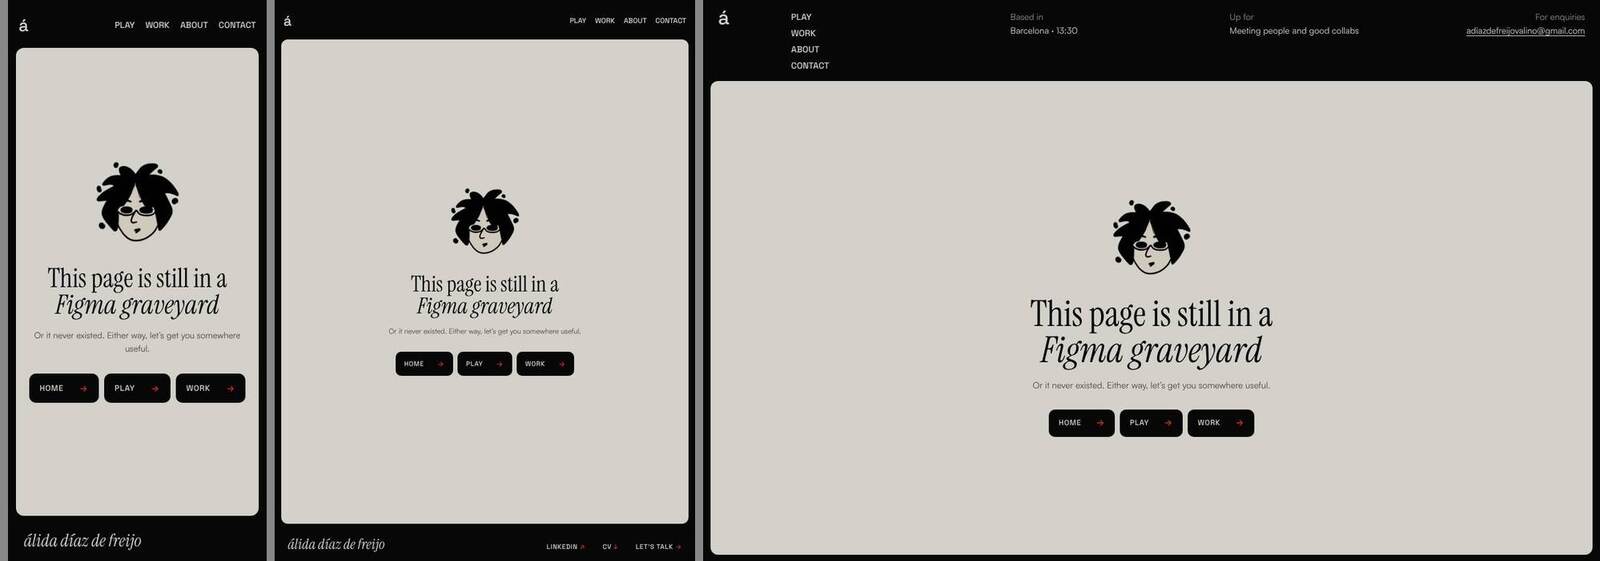 á
PLAY WORK ABOUT CONTACT
This page is still in a
Figma graveyard
Or it never existed. Either way, let's get you somewhere
useful.
HOME → PLAY → WORK →
álida díaz de freijo
á
PLAY WORK ABOUT CONTACT
This page is still in a
Figma graveyard
Or it never existed. Either way, let's get you somewhere useful.
HOME → PLAY → WORK →
álida díaz de freijo
LINKEDIN ↗ CV ↓ LET'S TALK →
á
PLAY
WORK
ABOUT
CONTACT
Based in
Barcelona • 13:30
Up for
Meeting people and good collabs
For enquiries
adiazdefreijovalino@gmail.com
This page is still in a
Figma graveyard
Or it never existed. Either way, let's get you somewhere useful.
HOME → PLAY → WORK →